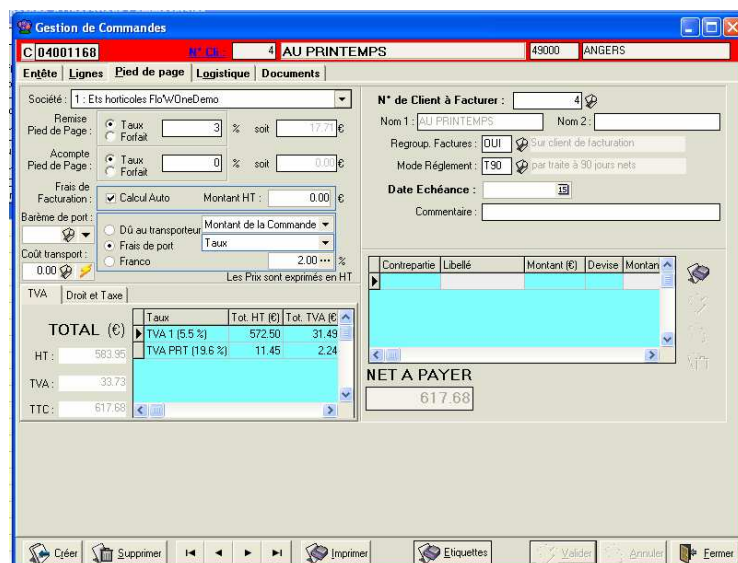 Gestion de Commandes
C 04001168 N° Cli : 4 AU PRINTEMPS 49000 ANGERS
Entête Lignes Pied de page Logistique Documents
Société : 1 : Ets horticoles Flo'WOneDemo
Remise Pied de Page : Taux Forfait 3 % soit 17.71 €
Acompte Pied de Page : Taux Forfait 0 % soit 0.00 €
Frais de Facturation : Calcul Auto Montant HT : 0.00 €
Barème de port :
Dû au transporteur Montant de la Commande
Frais de port Taux
Coût transport :
0.00 Franco 2.00 ... %
Les Prix sont exprimés en HT
TVA Droit et Taxe
TOTAL (€)
HT : 583.95
TVA : 33.73
TTC : 617.68
Taux Tot. HT (€) Tot. TVA (€
TVA 1 (5.5 %) 572.50 31.49
TVA PRT (19.6 %) 11.45 2.24
N° de Client à Facturer : 4
Nom 1 : AU PRINTEMPS Nom 2 :
Regroup. Factures : OUI Sur client de facturation
Mode Réglement : T90 par traite à 90 jours nets
Date Echéance : 15
Commentaire :
Contrepartie Libellé Montant (€) Devise Montan
NET A PAYER
617.68
Créer Supprimer Imprimer Etiquettes Valider Annuler Fermer